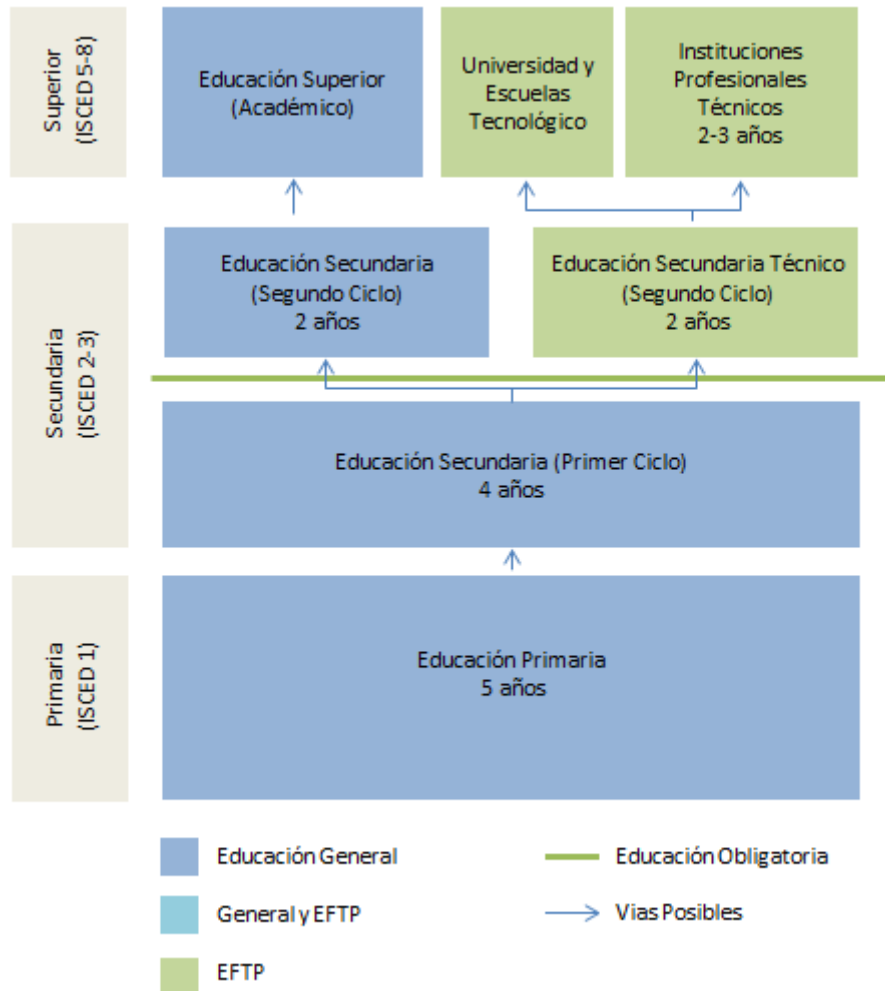 Superior
(ISCED 5-8)
Educación Superior
(Académico)
Universidad y
Escuelas
Tecnológico
Instituciones
Profesionales
Técnicos
2-3 años
Secundaria
(ISCED 2-3)
Educación Secundaria
(Segundo Ciclo)
2 años
Educación Secundaria Técnico
(Segundo Ciclo)
2 años
Educación Secundaria (Primer Ciclo)
4 años
Primaria
(ISCED 1)
Educación Primaria
5 años
Educación General
Educación Obligatoria
General y EFTP
Vias Posibles
EFTP